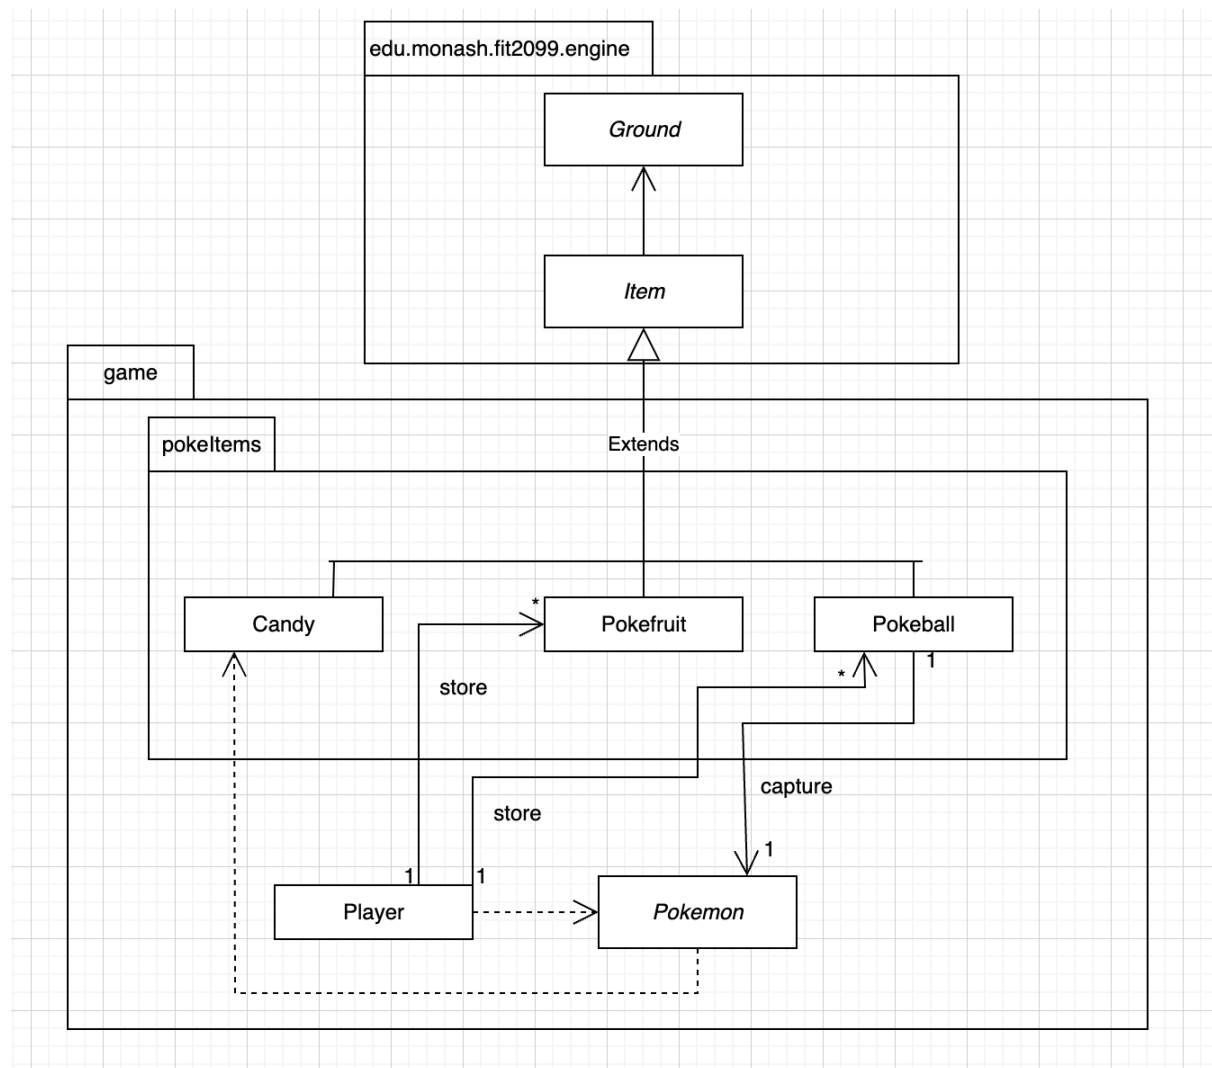 edu.monash.fit2099.engine
Ground
Item
game
pokeItems
Extends
Candy
*
Pokefruit
Pokeball
1
*
store
capture
store
1
1
1
Player
Pokemon